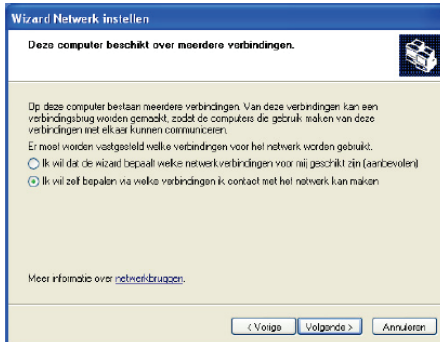 Wizard Netwerk instellen
Deze computer beschikt over meerdere verbindingen.
Op deze computer bestaan meerdere verbindingen. Van deze verbindingen kan een
verbindingsbrug worden gemaakt, zodat de computers die gebruik maken van deze
verbindingen met elkaar kunnen communiceren.
Er moet worden vastgesteld welke verbindingen voor het netwerk worden gebruikt.
Ik wil dat de wizard bepaalt welke netwerkverbindingen voor mij geschikt zijn (aanbevolen)
Ik wil zelf bepalen via welke verbindingen ik contact met het netwerk kan maken
Meer informatie over netwerkbruggen.
< Vorige Volgende > Annuleren